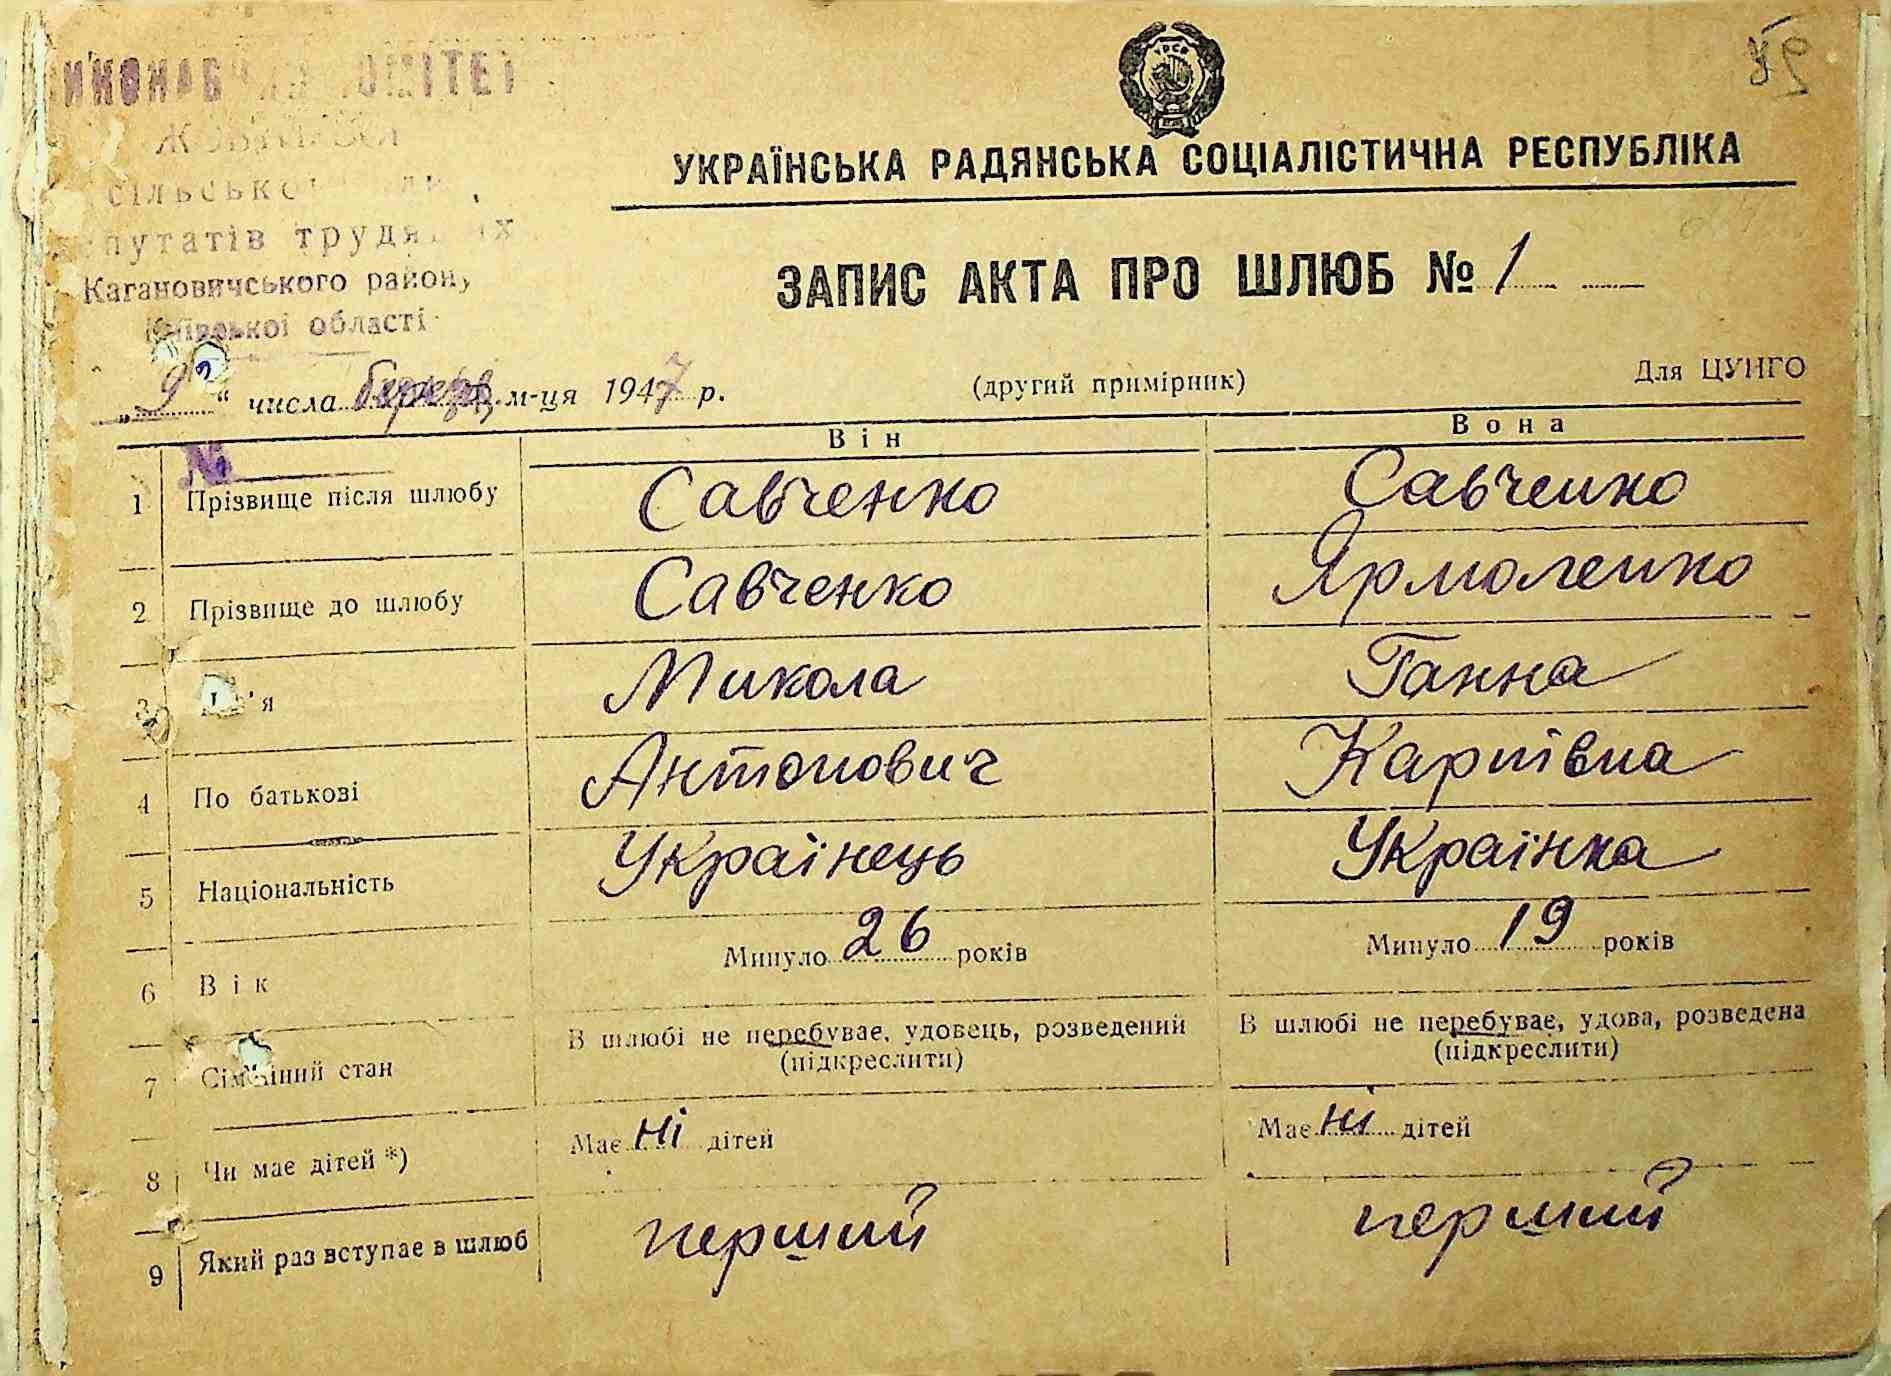 УКРАЇНСЬКА РАДЯНСЬКА СОЦІАЛІСТИЧНА РЕСПУБЛІКА
Кагановичського району
Київської області
ЗАПИС АКТА ПРО ШЛЮБ № 1
„9“ числа м-ця 1947 р.
(другий примірник)
Для ЦУНГО
Він Вона
1 Прізвище після шлюбу Савченко Савченко
2 Прізвище до шлюбу Савченко Ярмоленко
3 Микола Ганна
4 По батькові Антонович Карпівна
5 Національність Українець Українка
6 Вік Минуло 26 років Минуло 19 років
7 Сімейний стан В шлюбі не перебуває, удовець, розведений (підкреслити) В шлюбі не перебуває, удова, розведена (підкреслити)
8 Чи має дітей *) Має ні дітей Має ні дітей
9 Який раз вступає в шлюб перший перший